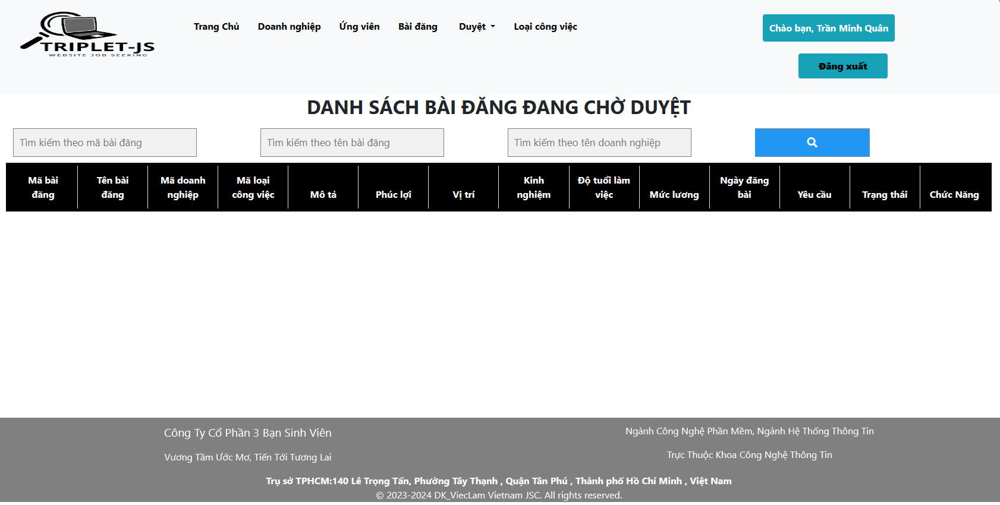 TRIPLET-JS
WEBSITE JOB SEEKING
Trang Chủ Doanh nghiệp Ứng viên Bài đăng Duyệt Loại công việc
Chào bạn, Trần Minh Quân
Đăng xuất
DANH SÁCH BÀI ĐĂNG ĐANG CHỜ DUYỆT
Tìm kiếm theo mã bài đăng Tìm kiếm theo tên bài đăng Tìm kiếm theo tên doanh nghiệp
Mã bài đăng
Tên bài đăng
Mã doanh nghiệp
Mã loại công việc
Mô tả
Phúc lợi
Vị trí
Kinh nghiệm
Độ tuổi làm việc
Mức lương
Ngày đăng bài
Yêu cầu
Trạng thái
Chức Năng
Công Ty Cổ Phần 3 Bạn Sinh Viên
Vương Tầm Ước Mơ, Tiến Tới Tương Lai
Ngành Công Nghệ Phần Mềm, Ngành Hệ Thống Thông Tin
Trực Thuộc Khoa Công Nghệ Thông Tin
Trụ sở TPHCM:140 Lê Trọng Tấn, Phường Tây Thạnh , Quận Tân Phú , Thành phố Hồ Chí Minh , Việt Nam
© 2023-2024 DK_ViecLam Vietnam JSC. All rights reserved.